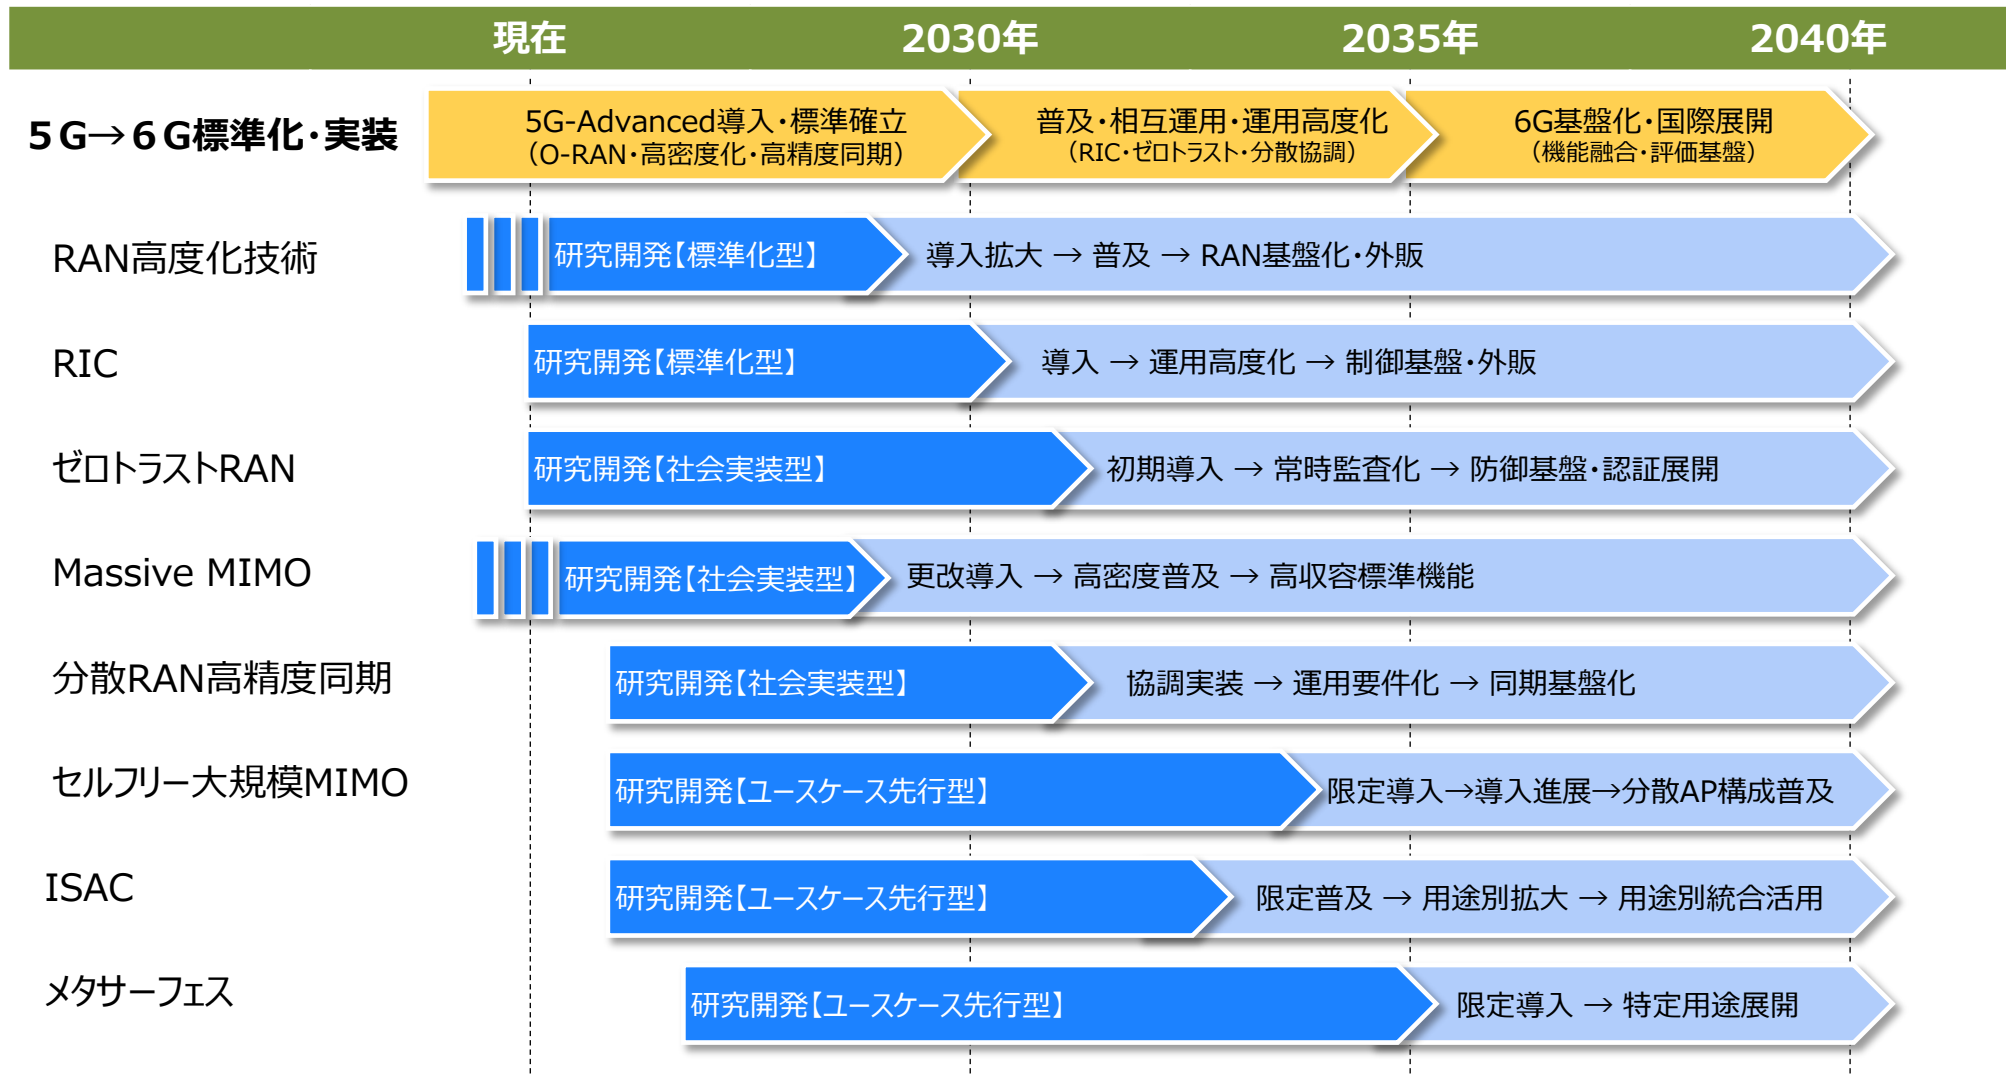 現在 2030年 2035年 2040年
5G→6G標準化・実装
5G-Advanced導入・標準確立
（O-RAN・高密度化・高精度同期）
普及・相互運用・運用高度化
（RIC・ゼロトラスト・分散協調）
6G基盤化・国際展開
（機能融合・評価基盤）
RAN高度化技術
研究開発【標準化型】
導入拡大 → 普及 → RAN基盤化・外販
RIC
研究開発【標準化型】
導入 → 運用高度化 → 制御基盤・外販
ゼロトラストRAN
研究開発【社会実装型】
初期導入 → 常時監査化 → 防御基盤・認証展開
Massive MIMO
研究開発【社会実装型】
更改導入 → 高密度普及 → 高収容標準機能
分散RAN高精度同期
研究開発【社会実装型】
協調実装 → 運用要件化 → 同期基盤化
セルフリー大規模MIMO
研究開発【ユースケース先行型】
限定導入→導入進展→分散AP構成普及
ISAC
研究開発【ユースケース先行型】
限定普及 → 用途別拡大 → 用途別統合活用
メタサーフェス
研究開発【ユースケース先行型】
限定導入 → 特定用途展開